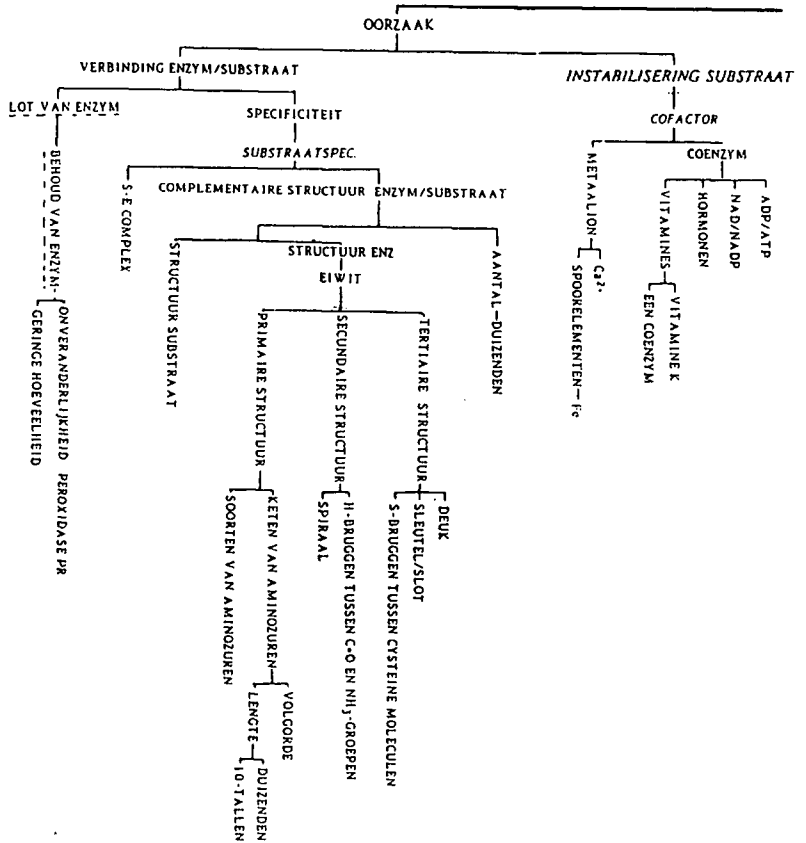 OORZAAK
VERBINDING ENZYM/SUBSTRAAT
INSTABILISERING SUBSTRAAT
LOT VAN ENZYM
SPECIFICITEIT
COFACTOR
SUBSTRAATSPEC.
COENZYM
BEHOUD VAN ENZYM
S-E COMPLEX
COMPLEMENTAIRE STRUCTUUR ENZYM/SUBSTRAAT
METAALION
VITAMINES
HORMONEN
NAD/NADP
ADP/ATP
STRUCTUUR SUBSTRAAT
STRUCTUUR ENZ
EIWIT
AANTAL—DUIZENDEN
Ca²⁺
SPOORELEMENTEN—Fe
VITAMINE K
EEN COENZYM
ONVERANDERLIJKHEID PEROXIDASE PR
GERINGE HOEVEELHEID
PRIMAIRE STRUCTUUR
SECUNDAIRE STRUCTUUR
TERTIAIRE STRUCTUUR
KETEN VAN AMINOZUREN
SOORTEN VAN AMINOZUREN
H-BRUGGEN TUSSEN C=O EN NH₃-GROEPEN
SPIRAAL
DEUK
SLEUTEL/SLOT
S-BRUGGEN TUSSEN CYSTEINE MOLECULEN
VOLGORDE
LENGTE
DUIZENDEN
10-TALLEN